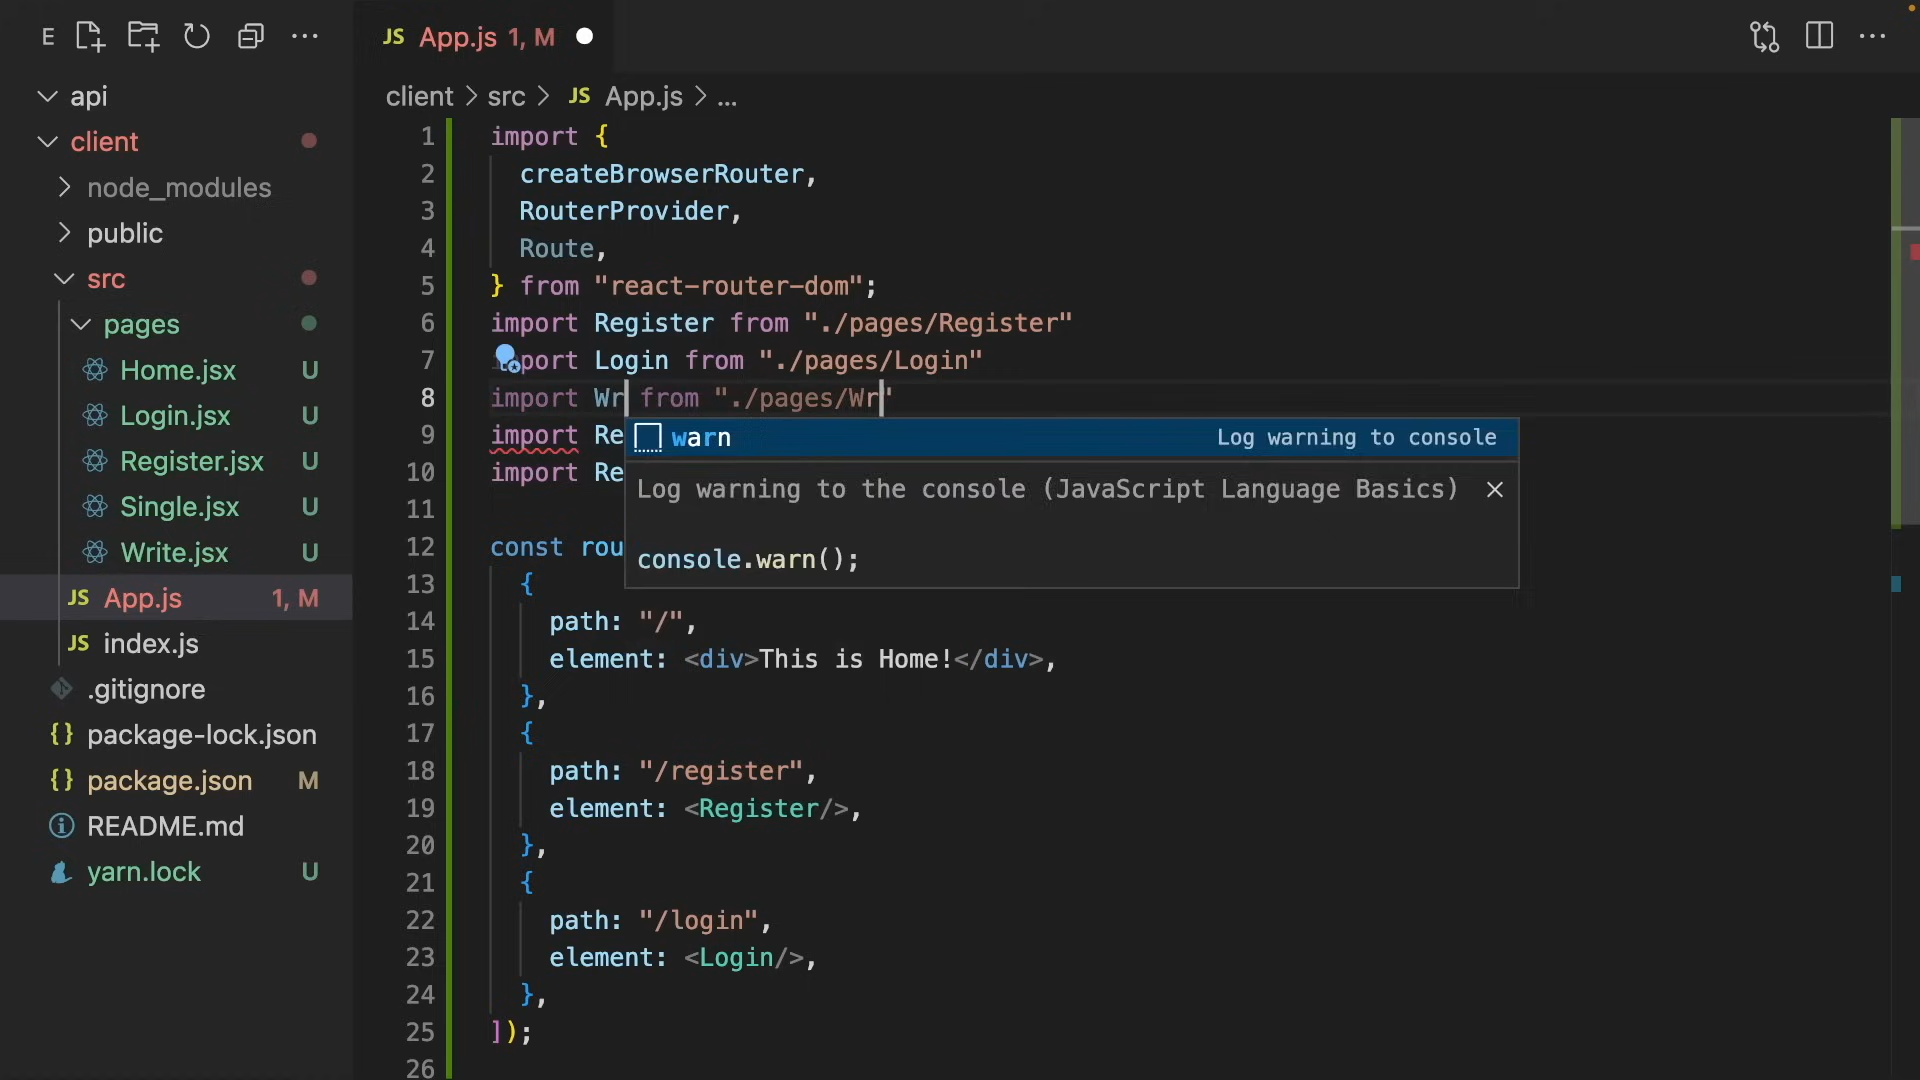 E
JS App.js 1, M
api
client
node_modules
public
src
pages
Home.jsx U
Login.jsx U
Register.jsx U
Single.jsx U
Write.jsx U
JS App.js 1, M
JS index.js
.gitignore
{} package-lock.json
{} package.json M
README.md
yarn.lock U
client > src > JS App.js > ...
1 import {
2 createBrowserRouter,
3 RouterProvider,
4 Route,
5 } from "react-router-dom";
6 import Register from "./pages/Register"
7 import Login from "./pages/Login"
8 import Wr from "./pages/Wr"
9 import Re
10 import Re
warn Log warning to console
Log warning to the console (JavaScript Language Basics)
console.warn();
11
12 const rou
13 {
14 path: "/",
15 element: <div>This is Home!</div>,
16 },
17 {
18 path: "/register",
19 element: <Register/>,
20 },
21 {
22 path: "/login",
23 element: <Login/>,
24 },
25 ]);
26